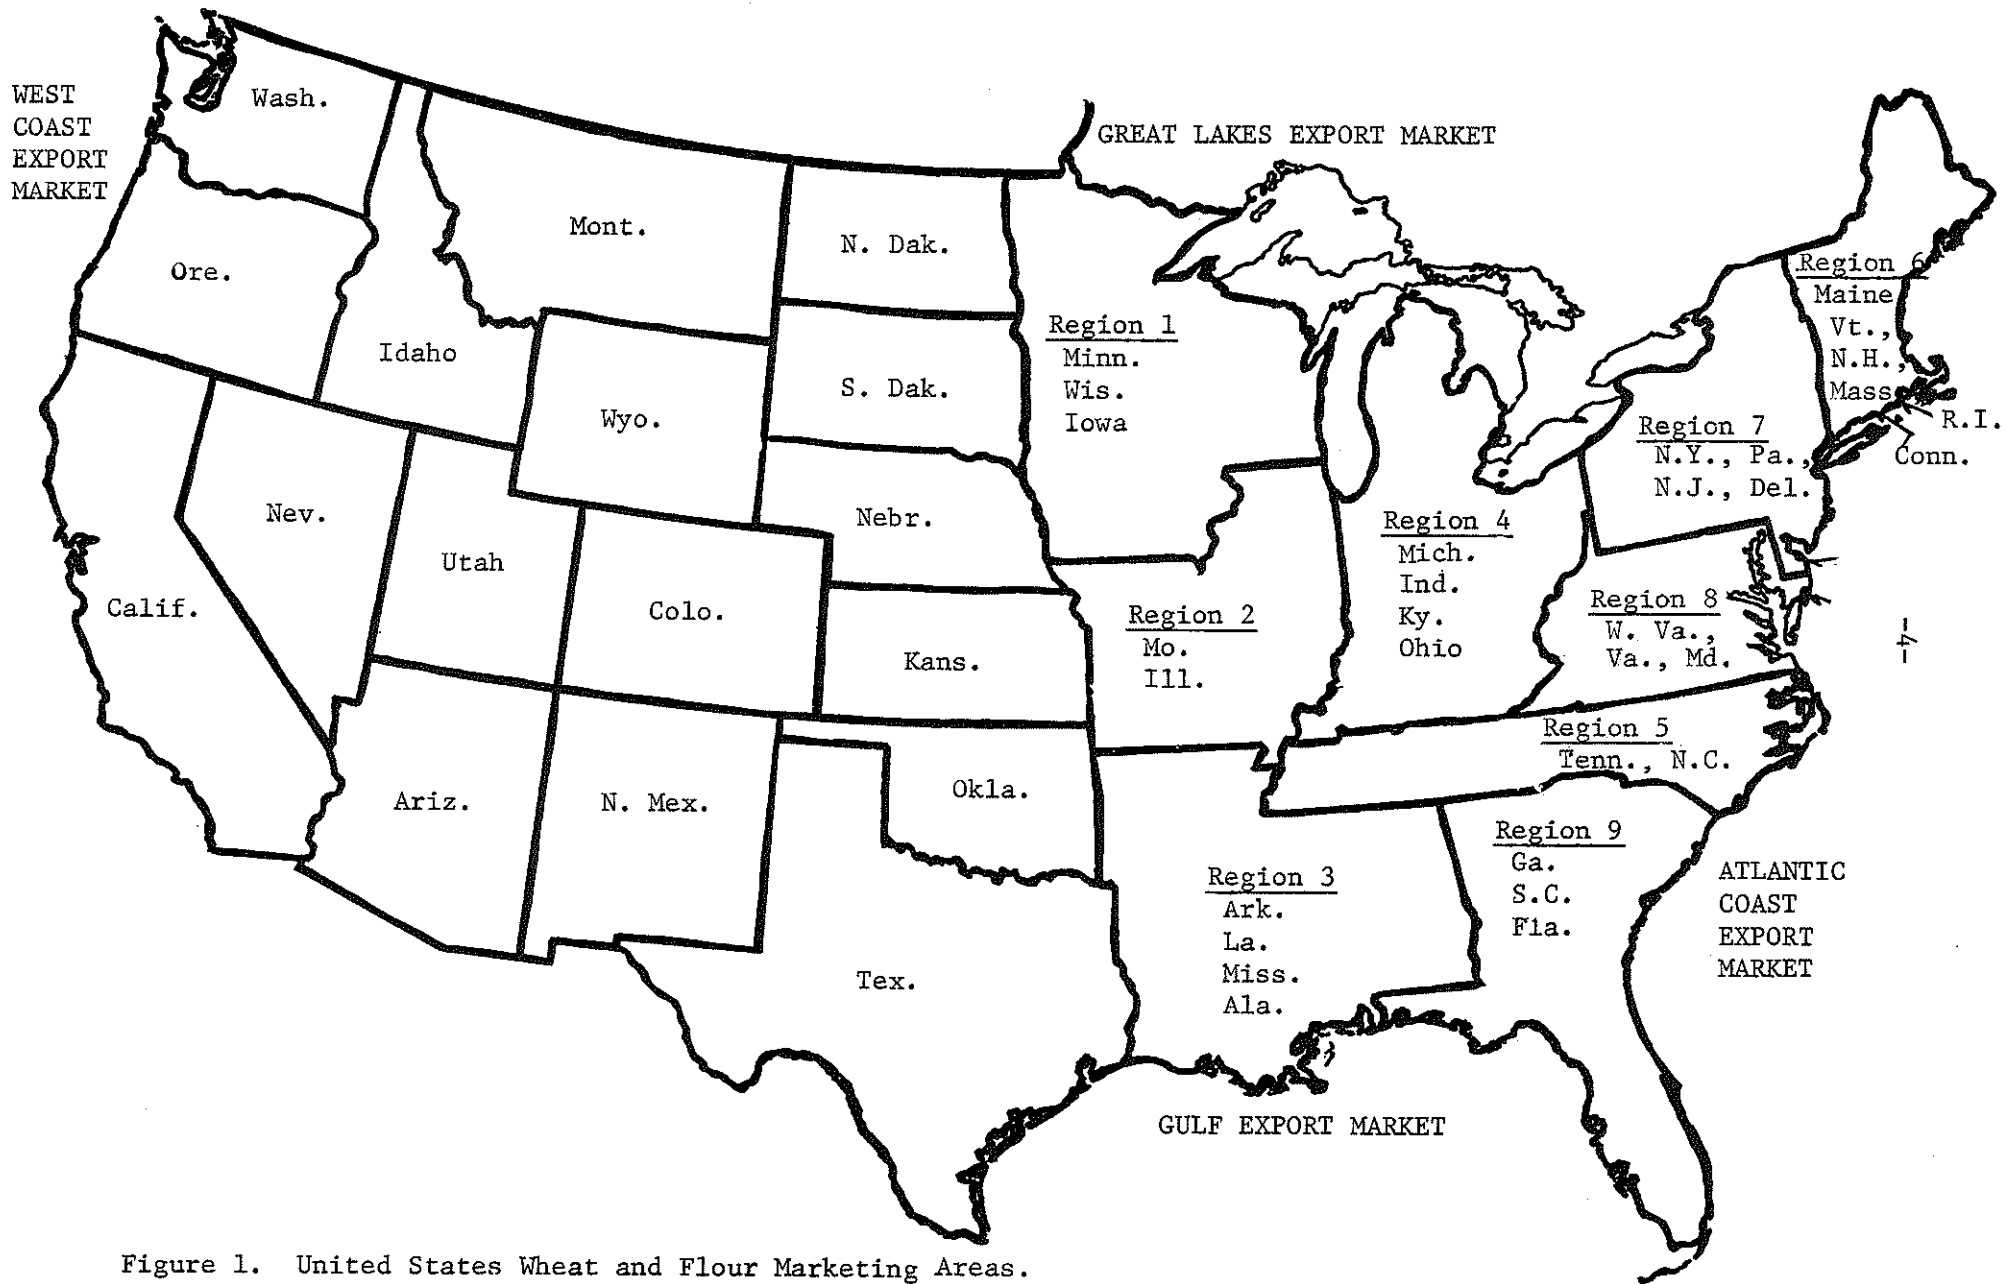 WEST
COAST
EXPORT
MARKET
Wash.
Ore.
Calif.
Nev.
Idaho
Mont.
Wyo.
Utah
Colo.
Ariz.
N. Mex.
N. Dak.
S. Dak.
Nebr.
Kans.
Okla.
Tex.
GREAT LAKES EXPORT MARKET
Region 1
Minn.
Wis.
Iowa
Region 2
Mo.
Ill.
Region 3
Ark.
La.
Miss.
Ala.
Region 4
Mich.
Ind.
Ky.
Ohio
Region 5
Tenn., N.C.
Region 6
Maine
Vt.,
N.H.,
Mass
R.I.
Conn.
Region 7
N.Y., Pa.,
N.J., Del.
Region 8
W. Va.,
Va., Md.
Region 9
Ga.
S.C.
Fla.
ATLANTIC
COAST
EXPORT
MARKET
GULF EXPORT MARKET
-4-
Figure 1. United States Wheat and Flour Marketing Areas.